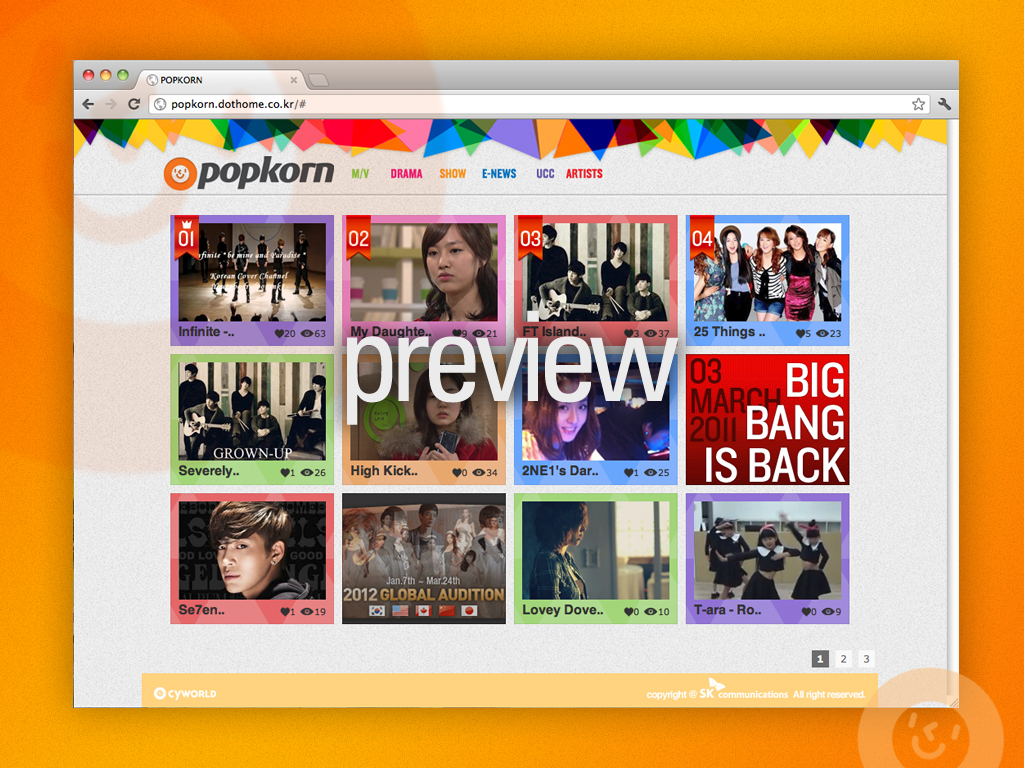 POPKORN
popkorn.dothome.co.kr/#
popkorn
M/V DRAMA SHOW E-NEWS UCC ARTISTS
01
Infinite * be mine and Paradise *
Korean Cover Channel
Infinite -.. 20 63
02
My Daughte.. 9 21
03
FT Island.. 3 37
04
25 Things .. 5 23
preview
GROWN-UP
Severely.. 1 26
High Kick.. 0 34
2NE1's Dar.. 1 25
03
MARCH
2011
BIG
BANG
IS BACK
Se7en.. 1 19
Jan.7th ~ Mar.24th
2012 GLOBAL AUDITION
Lovey Dove.. 0 10
T-ara - Ro.. 0 9
1 2 3
CYWORLD
copyright @ SK communications All right reserved.